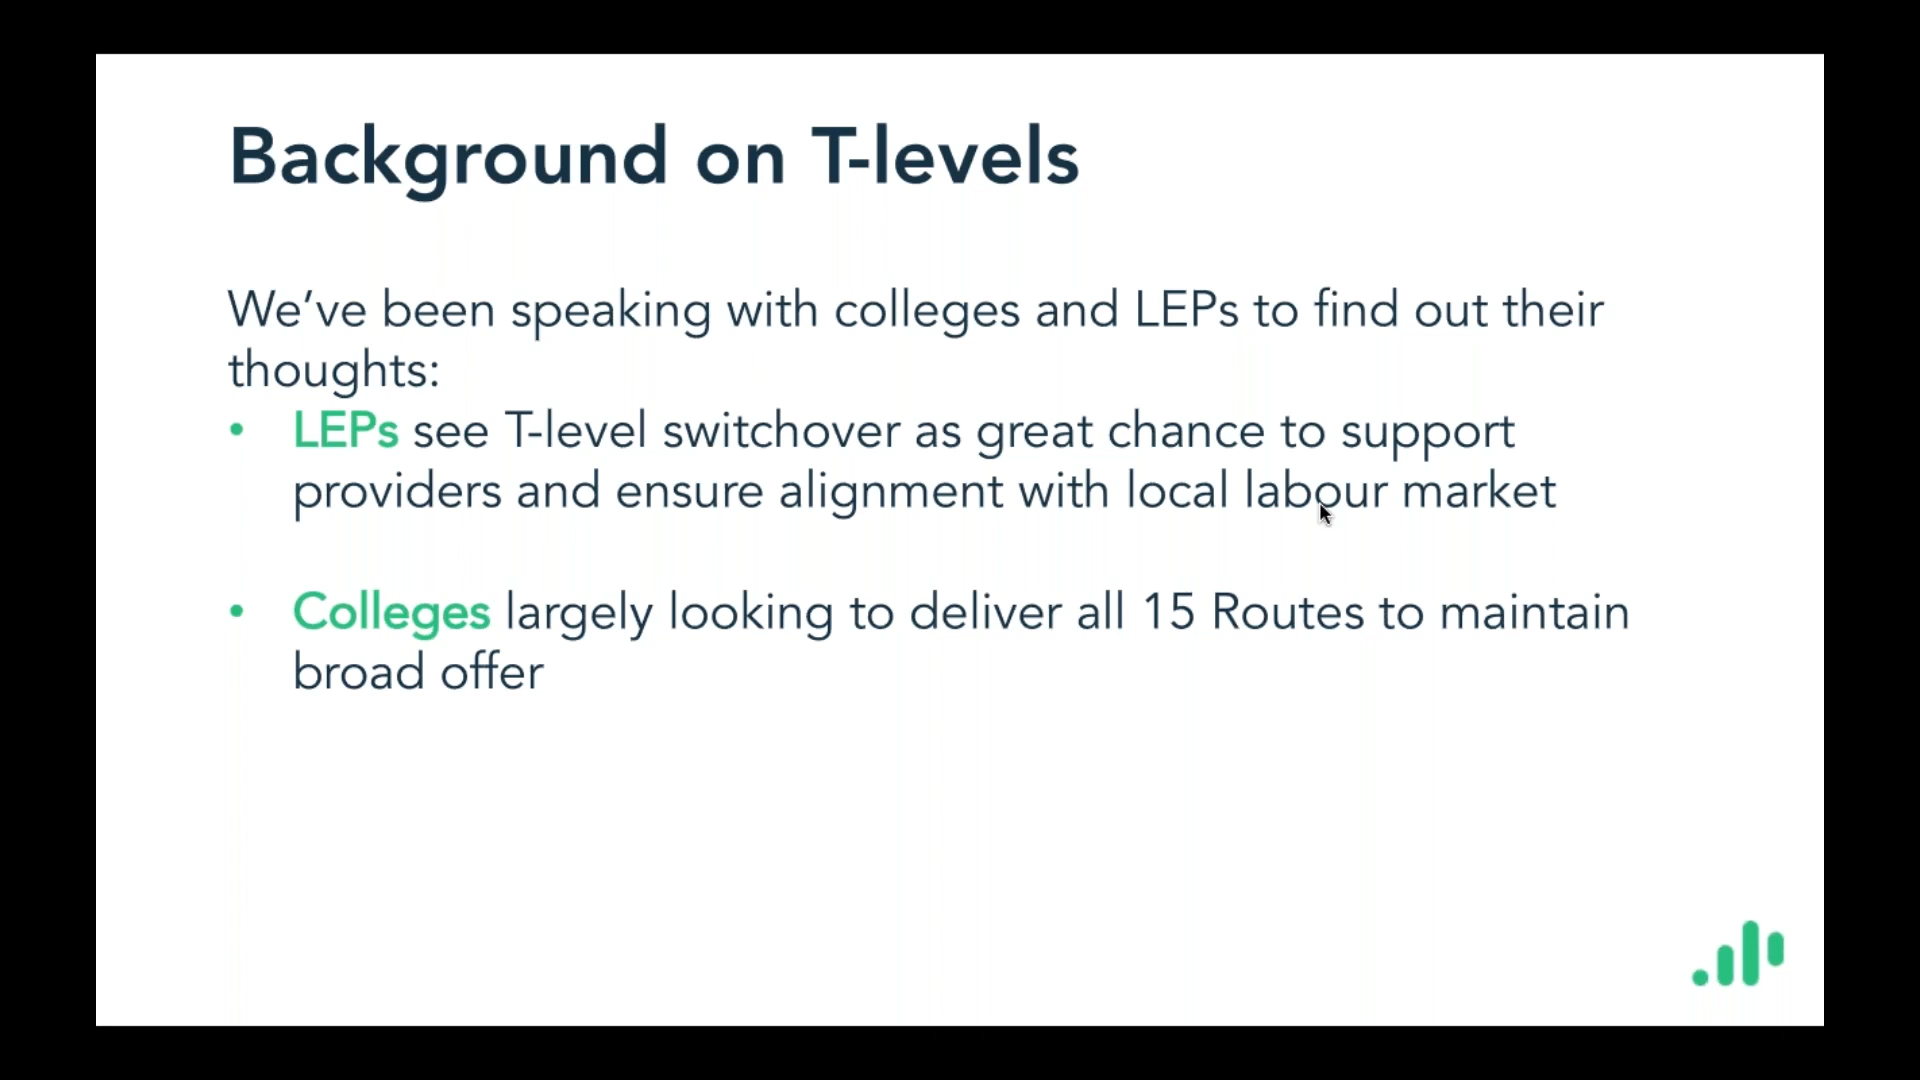 Background on T-levels
We’ve been speaking with colleges and LEPs to find out their
thoughts:
• LEPs see T-level switchover as great chance to support
providers and ensure alignment with local labour market
• Colleges largely looking to deliver all 15 Routes to maintain
broad offer